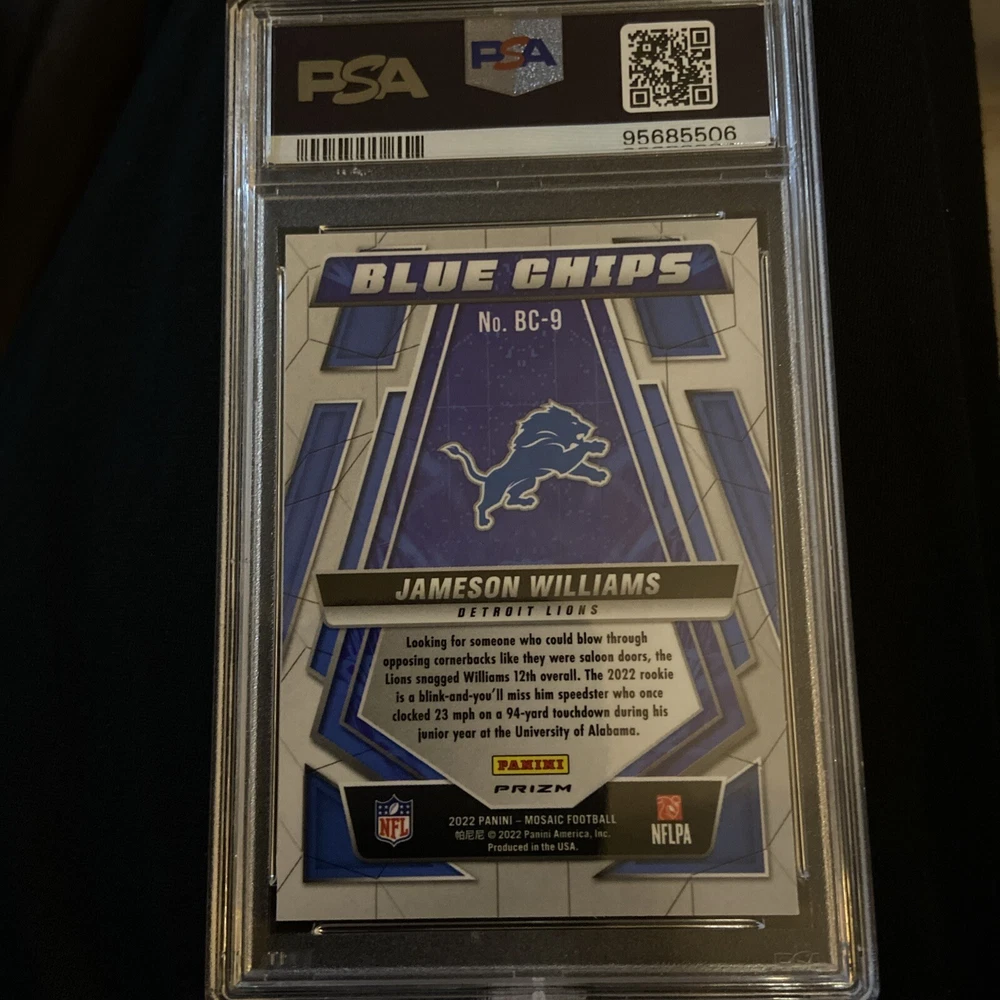 PSA
PSA
95685506
BLUE CHIPS
No. BC-9
JAMESON WILLIAMS
DETROIT LIONS
Looking for someone who could blow through
opposing cornerbacks like they were saloon doors, the
Lions snagged Williams 12th overall. The 2022 rookie
is a blink-and-you'll miss him speedster who once
clocked 23 mph on a 94-yard touchdown during his
junior year at the University of Alabama.
PANINI
PRIZM
NFL
NFLPA
2022 PANINI – MOSAIC FOOTBALL
帕尼尼 © 2022 Panini America, Inc.
Produced in the USA.